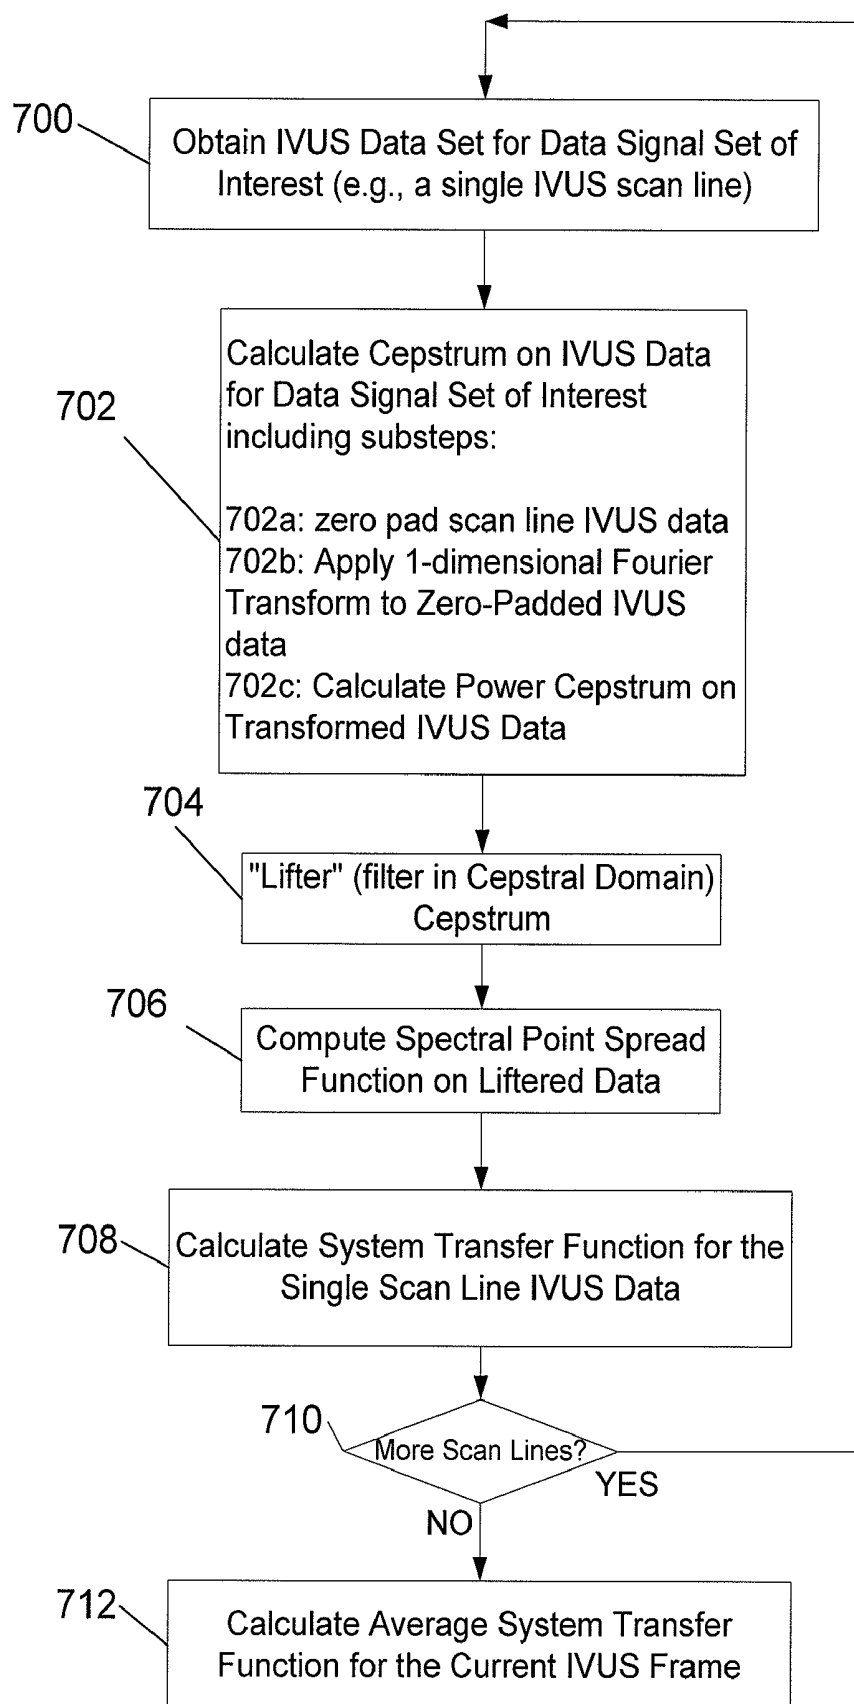 700
Obtain IVUS Data Set for Data Signal Set of
Interest (e.g., a single IVUS scan line)
702
Calculate Cepstrum on IVUS Data
for Data Signal Set of Interest
including substeps:
702a: zero pad scan line IVUS data
702b: Apply 1-dimensional Fourier
Transform to Zero-Padded IVUS
data
702c: Calculate Power Cepstrum on
Transformed IVUS Data
704
"Lifter" (filter in Cepstral Domain)
Cepstrum
706
Compute Spectral Point Spread
Function on Liftered Data
708
Calculate System Transfer Function for the
Single Scan Line IVUS Data
710
More Scan Lines?
YES
NO
712
Calculate Average System Transfer
Function for the Current IVUS Frame